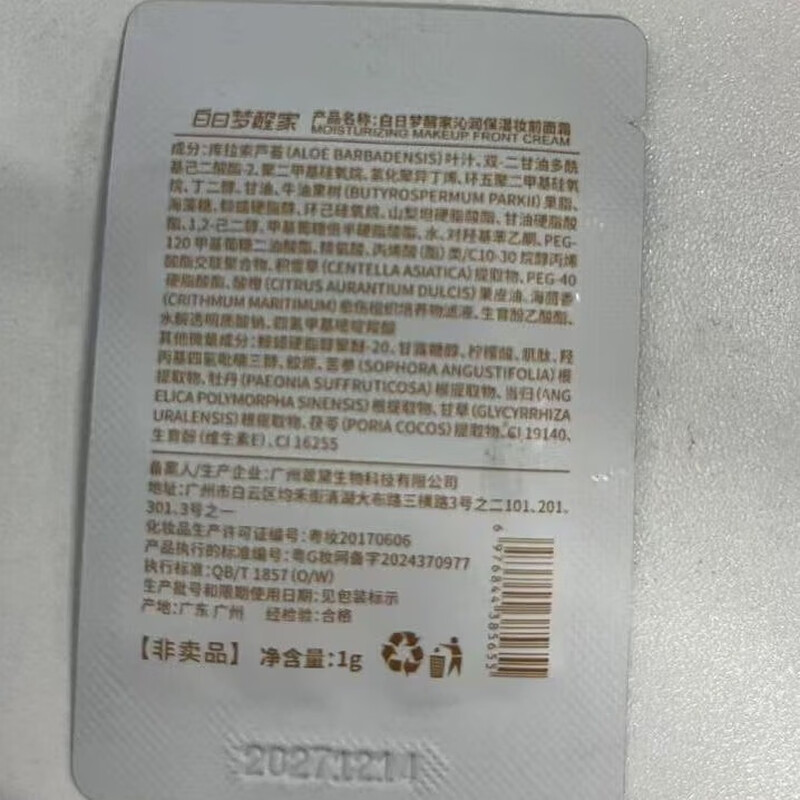 白日梦醒家 产品名称:白日梦醒家沁润保湿妆前面霜
MOISTURIZING MAKEUP FRONT CREAM
成分:库拉索芦荟(ALOE BARBADENSIS)叶汁、双-二甘油多酰
基己二酸酯-2、聚二甲基硅氧烷、氢化聚异丁烯、环五聚二甲基硅氧
烷、丁二醇、甘油、牛油果树(BUTYROSPERMUM PARKII)果脂、
海藻糖、鲸蜡硬脂醇、环己硅氧烷、山梨坦硬脂酸酯、甘油硬脂酸
酯、1,2-己二醇、甲基葡糖倍半硬脂酸酯、水、对羟基苯乙酮、PEG-
120 甲基葡糖二油酸酯、精氨酸、丙烯酸(酯)类/C10-30 烷醇丙烯
酸酯交联聚合物、积雪草(CENTELLA ASIATICA)提取物、PEG-40
硬脂酸酯、酸橙(CITRUS AURANTIUM DULCIS)果皮油、海茴香
(CRITHMUM MARITIMUM)愈伤组织培养物滤液、生育酚乙酸酯、
水解透明质酸钠、四氢甲基嘧啶羧酸
其他微量成分:鲸蜡硬脂醇聚醚-20、甘露糖醇、柠檬酸、肌肽、羟
丙基四氢吡喃三醇、蛟胶、苦参(SOPHORA ANGUSTIFOLIA)根
提取物、牡丹(PAEONIA SUFFRUTICOSA)根提取物、当归(ANG
ELICA POLYMORPHA SINENSIS)根提取物、甘草(GLYCYRRHIZA
URALENSIS)根提取物、茯苓(PORIA COCOS)提取物、CI 19140、
生育酚(维生素E)、CI 16255
备案人/生产企业:广州黛生物科技有限公司
地址:广州市白云区均禾街清湖大布路三横路3号之二101、201、
301、3号之一
化妆品生产许可证编号:粤妆20170606
产品执行的标准编号:粤G妆网备字2024370977
执行标准:QB/T 1857(O/W)
生产批号和限期使用日期:见包装标示
产地:广东 广州 经检验:合格
【非卖品】 净含量:1g
6976864385655
20271214